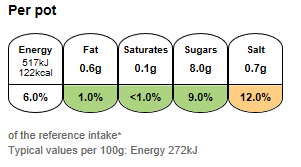 Per pot
Energy Fat Saturates Sugars Salt
517kJ 0.6g 0.1g 8.0g 0.7g
122kcal
6.0% 1.0% <1.0% 9.0% 12.0%
of the reference intake*
Typical values per 100g: Energy 272kJ